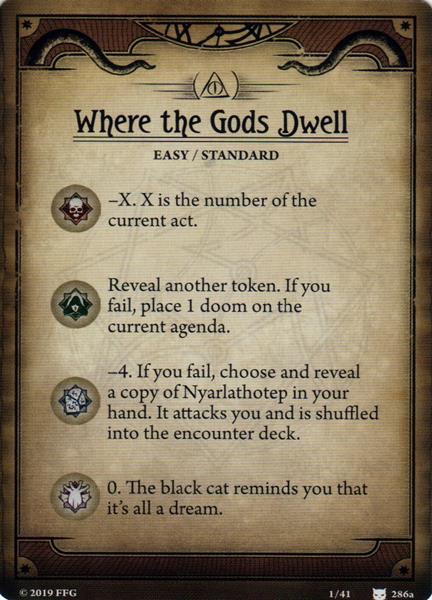 Where the Gods Dwell
EASY / STANDARD
–X. X is the number of the
current act.
Reveal another token. If you
fail, place 1 doom on the
current agenda.
–4. If you fail, choose and reveal
a copy of Nyarlathotep in your
hand. It attacks you and is shuffled
into the encounter deck.
0. The black cat reminds you that
it's all a dream.
© 2019 FFG
1/41
286a